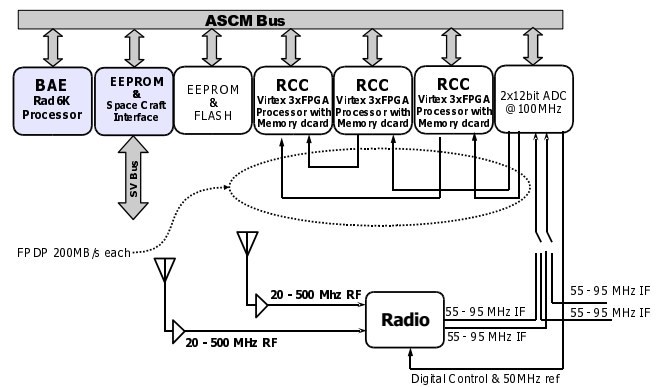 ASCM Bus
BAE
Rad6K
Processor
EEPROM
&
Space Craft
Interface
EEPROM
&
FLASH
RCC
Virtex 3xFPGA
Processor with
Memory dcard
RCC
Virtex 3xFPGA
Processor with
Memory dcard
RCC
Virtex 3xFPGA
Processor with
Memory dcard
2x12bit ADC
@100MHz
SV Bus
FPDP 200MB/s each
20 - 500 Mhz RF
20 - 500 MHz RF
Radio
55 - 95 MHz IF
55 - 95 MHz IF
55 - 95 MHz IF
55 - 95 MHz IF
Digital Control & 50MHz ref